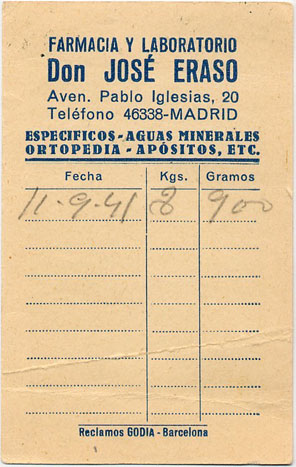 FARMACIA Y LABORATORIO
Don JOSÉ ERASO
Aven. Pablo Iglesias, 20
Teléfono 46338-MADRID
ESPECIFICOS-AGUAS MINERALES
ORTOPEDIA - APÓSITOS, ETC.
Fecha Kgs. Gramos
11-9-41 8 900
Reclamos GODIA - Barcelona